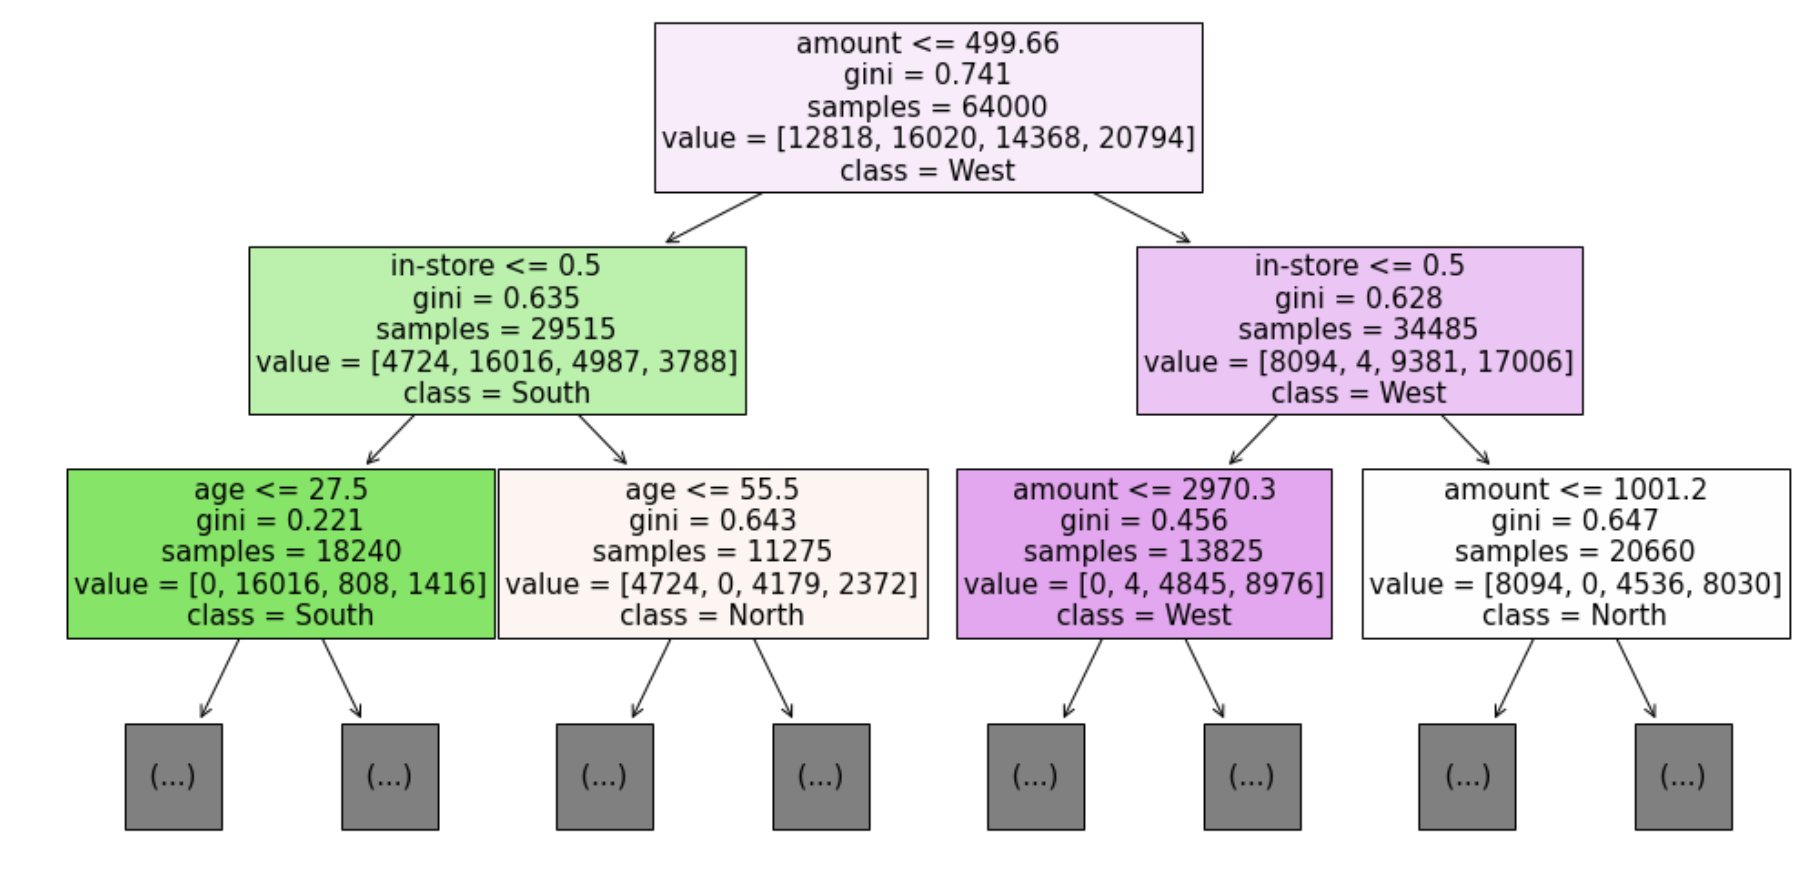 amount <= 499.66
gini = 0.741
samples = 64000
value = [12818, 16020, 14368, 20794]
class = West
in-store <= 0.5
gini = 0.635
samples = 29515
value = [4724, 16016, 4987, 3788]
class = South
in-store <= 0.5
gini = 0.628
samples = 34485
value = [8094, 4, 9381, 17006]
class = West
age <= 27.5
gini = 0.221
samples = 18240
value = [0, 16016, 808, 1416]
class = South
age <= 55.5
gini = 0.643
samples = 11275
value = [4724, 0, 4179, 2372]
class = North
amount <= 2970.3
gini = 0.456
samples = 13825
value = [0, 4, 4845, 8976]
class = West
amount <= 1001.2
gini = 0.647
samples = 20660
value = [8094, 0, 4536, 8030]
class = North
(...)
(...)
(...)
(...)
(...)
(...)
(...)
(...)